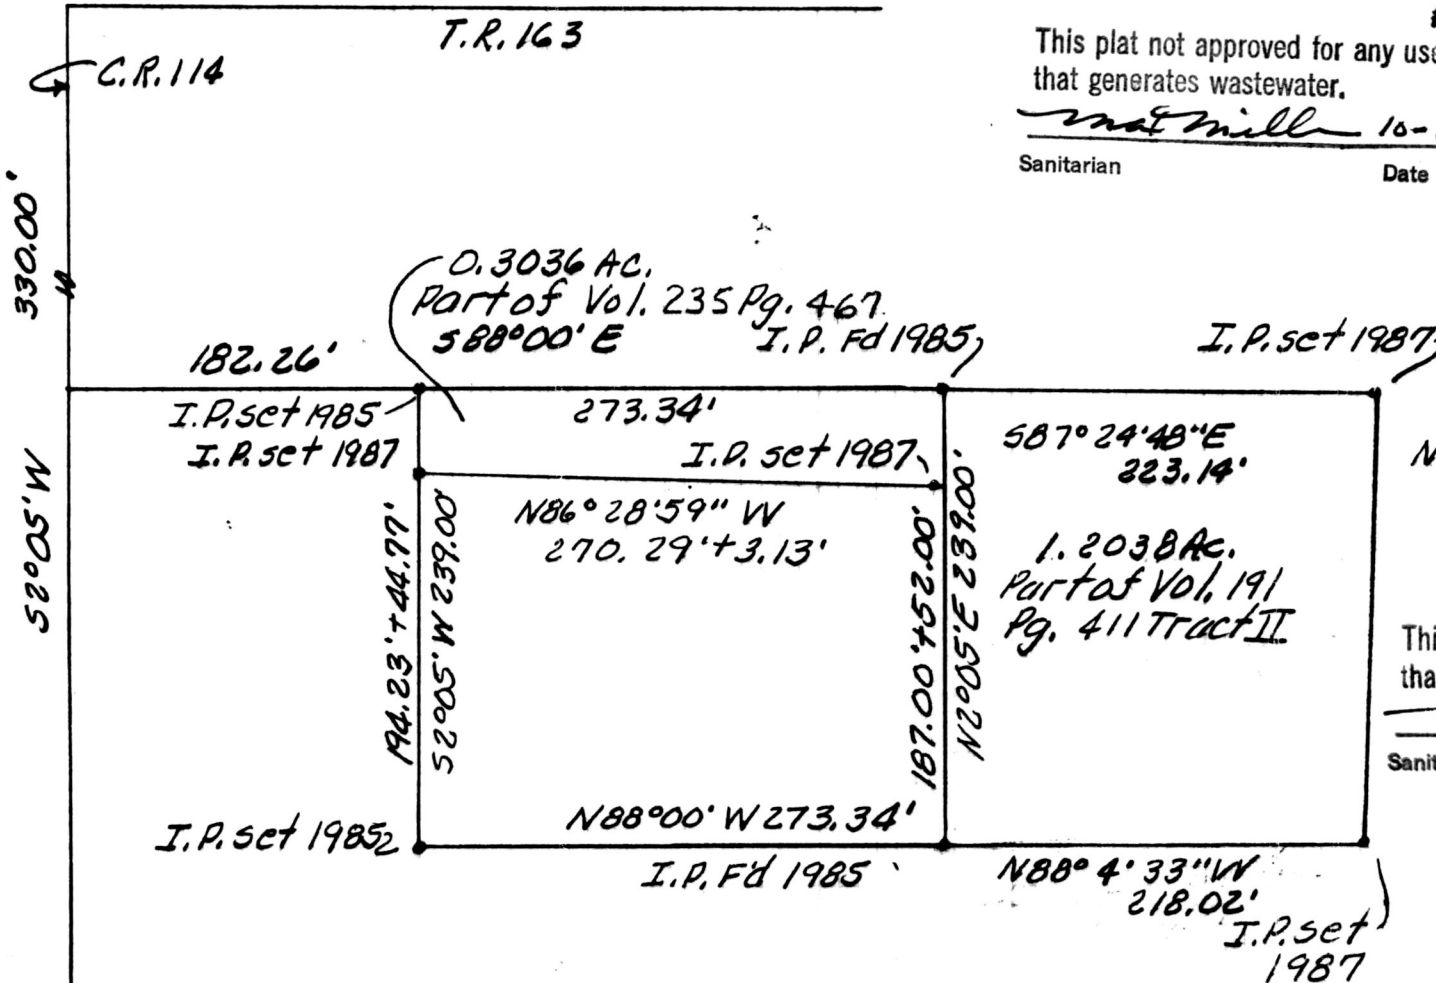 T.R. 163
C.R. 114
This plat not approved for any use
that generates wastewater.
10-
Sanitarian Date
330.00'
S2°05'W
0.3036 Ac.
Part of Vol. 235 Pg. 467
S88°00'E
I.P. Fd 1985
I.P. set 1987
182.26'
I.P. set 1985
I.P. set 1987
273.34'
I.P. set 1987
N86°28'59" W
270.29'+3.13'
S87°24'48"E
223.14'
N
194.23'+44.77'
S2°05'W 239.00'
187.00'+52.00'
N2°05'E 239.00'
1.2038 Ac.
Part of Vol. 191
Pg. 411 Tract II
Thi
tha
Sanit
I.P. set 1985
N88°00' W 273.34'
I.P. F'd 1985
N88°4'33"W
218.02'
I.P. set
1987